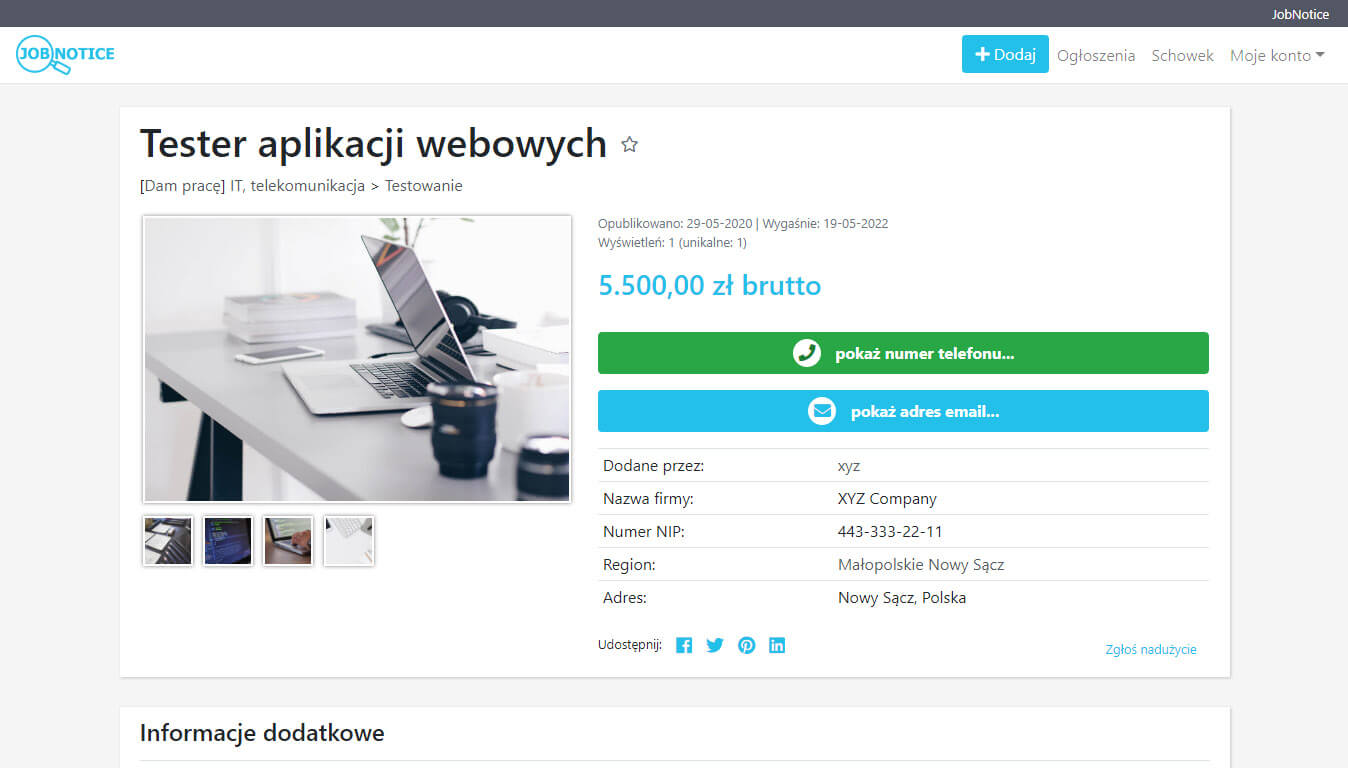 JobNotice
JOB NOTICE
Dodaj
Ogłoszenia
Schowek
Moje konto
Tester aplikacji webowych
[Dam pracę] IT, telekomunikacja > Testowanie
Opublikowano: 29-05-2020 | Wygaśnie: 19-05-2022
Wyświetleń: 1 (unikalne: 1)
5.500,00 zł brutto
pokaż numer telefonu...
pokaż adres email...
Dodane przez: xyz
Nazwa firmy: XYZ Company
Numer NIP: 443-333-22-11
Region: Małopolskie Nowy Sącz
Adres: Nowy Sącz, Polska
Udostępnij:
Zgłoś nadużycie
Informacje dodatkowe